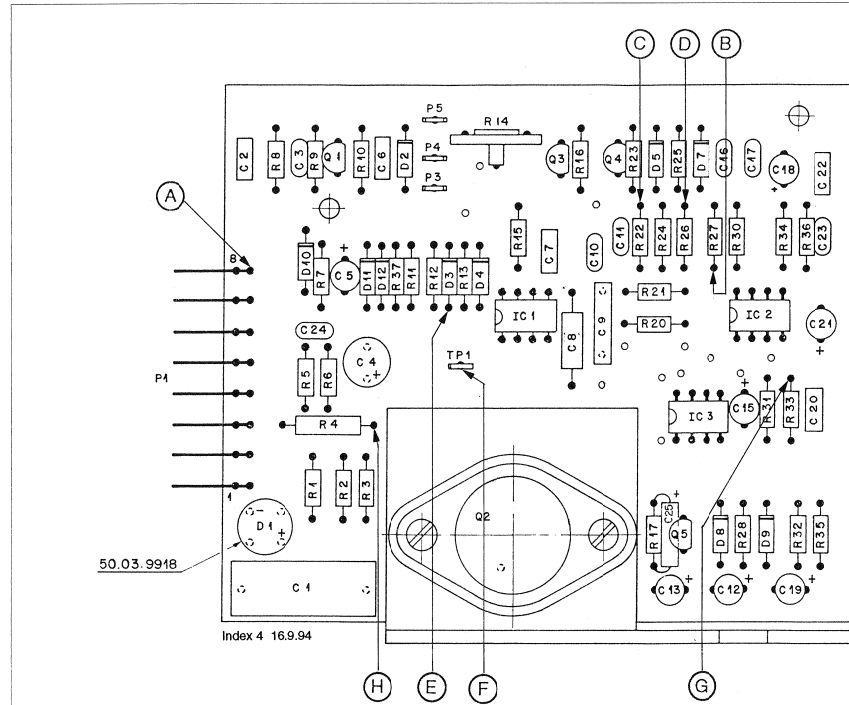 C D B
P5
R14
C2 R8 C3 R9 Q1 R10 C6 D2 P4 Q3 R16 Q4 R23 D5 R25 D7 C16 C17 C18 + C22
P3
A
D10 R7 + C5 D11 D12 R37 R11 R12 D3 R13 D4 R15 C7 C10 C11 R22 R24 R26 R27 R30 R34 R36 C23
8
R21
IC1 C8 C9 R20 IC2 C21 +
C24
P1 R5 R6 C4 + TP1
R4 IC3 + C15 R31 R33 C20
R1 R2 R3
1
D1 - + Q2 R17 C25 + Q5 D8 R28 D9 R32 R35
50.03.9918
C1 C13 + C12 + C19 +
Index 4 16.9.94
H E F G